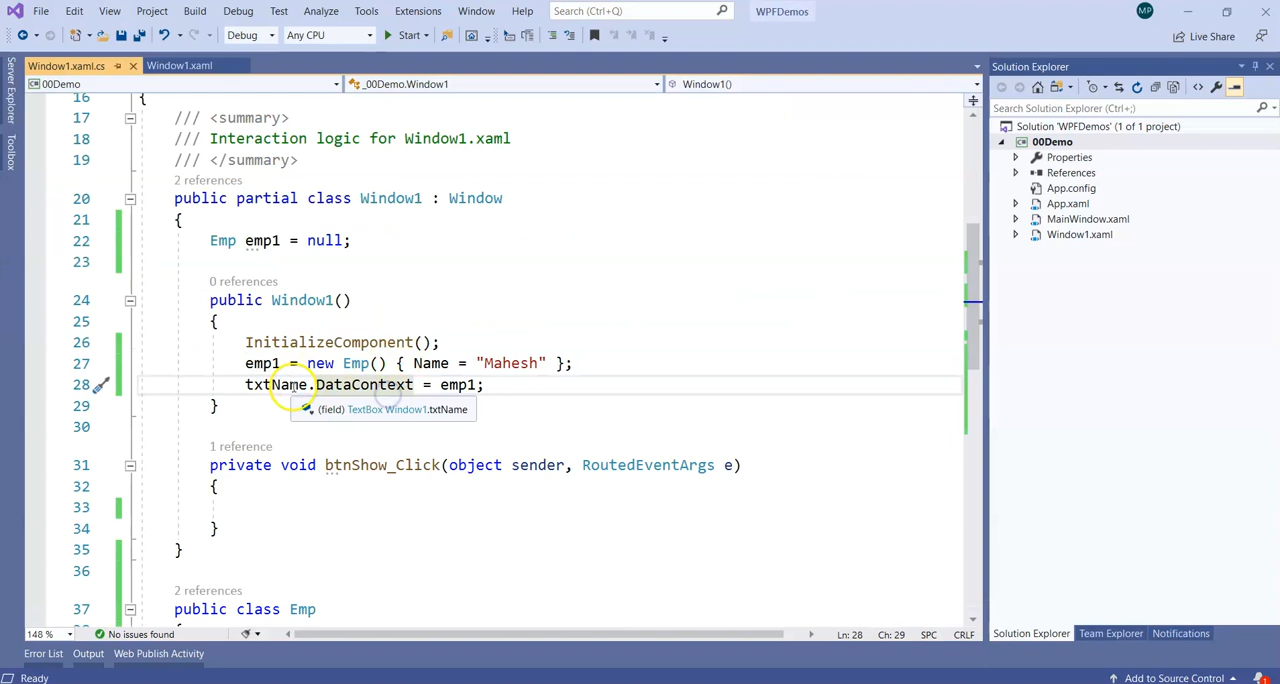 File Edit View Project Build Debug Test Analyze Tools Extensions Window Help Search (Ctrl+Q) WPFDemos MP
Debug Any CPU Start Live Share
Window1.xaml.cs Window1.xaml
00Demo _00Demo.Window1 Window1()
Server Explorer
Toolbox
16 {
17 /// <summary>
18 /// Interaction logic for Window1.xaml
19 /// </summary>
2 references
20 public partial class Window1 : Window
21 {
22 Emp emp1 = null;
23
0 references
24 public Window1()
25 {
26 InitializeComponent();
27 emp1 = new Emp() { Name = "Mahesh" };
28 txtName.DataContext = emp1;
29 }
(field) TextBox Window1.txtName
30
1 reference
31 private void btnShow_Click(object sender, RoutedEventArgs e)
32 {
33
34 }
35 }
36
2 references
37 public class Emp
148 % No issues found Ln: 28 Ch: 29 SPC CRLF
Error List Output Web Publish Activity
Ready Add to Source Control 1
Solution Explorer
Search Solution Explorer (Ctrl+;)
Solution 'WPFDemos' (1 of 1 project)
00Demo
Properties
References
App.config
App.xaml
MainWindow.xaml
Window1.xaml
Solution Explorer Team Explorer Notifications